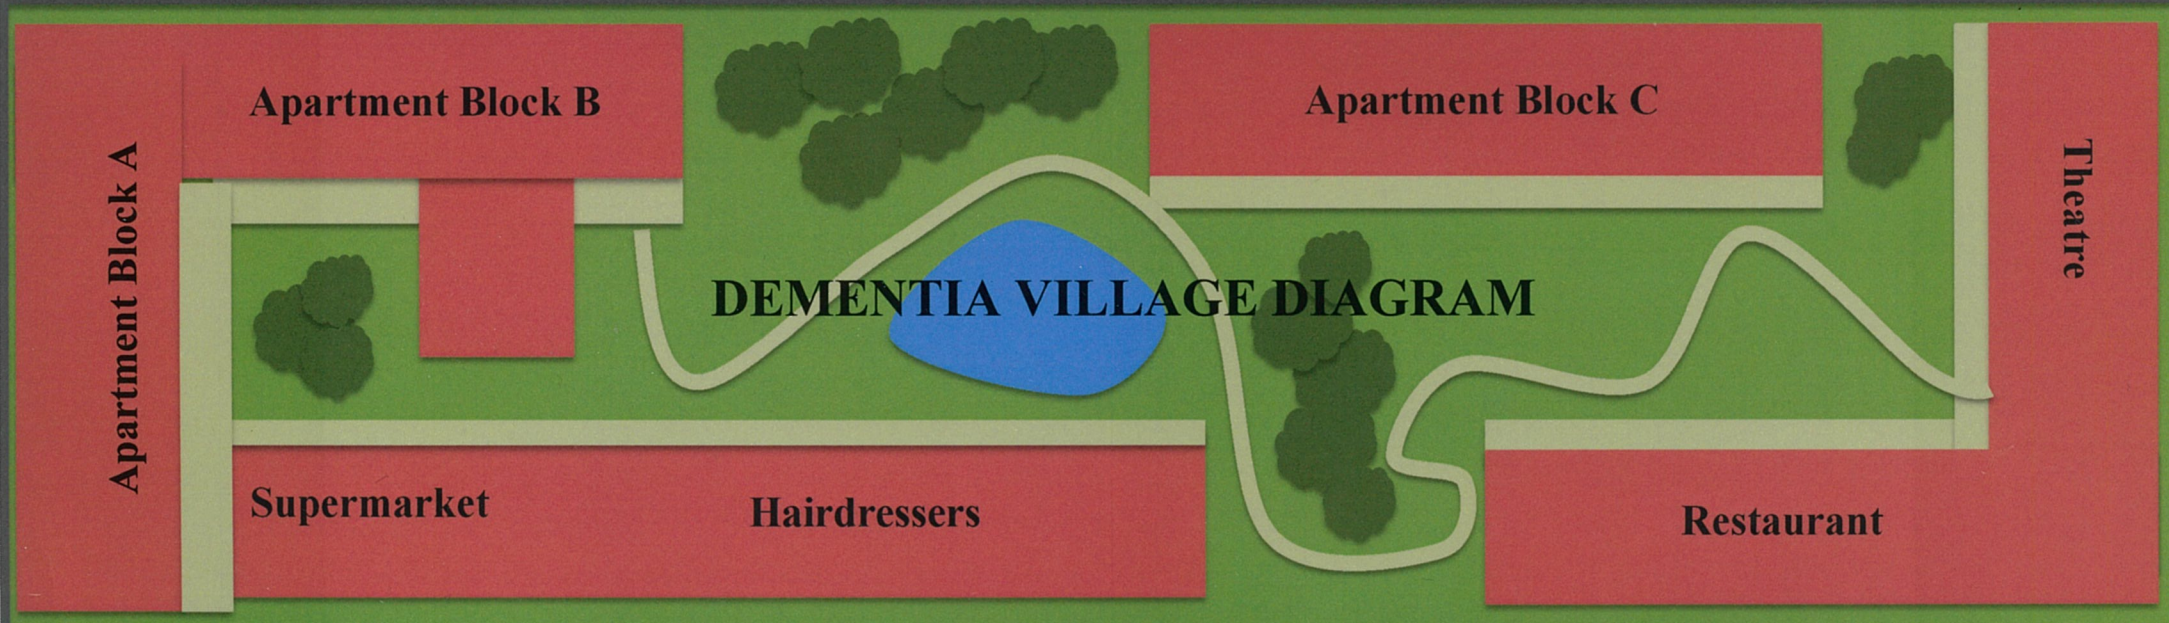 Apartment Block A
Apartment Block B
Apartment Block C
Theatre
DEMENTIA VILLAGE DIAGRAM
Supermarket
Hairdressers
Restaurant